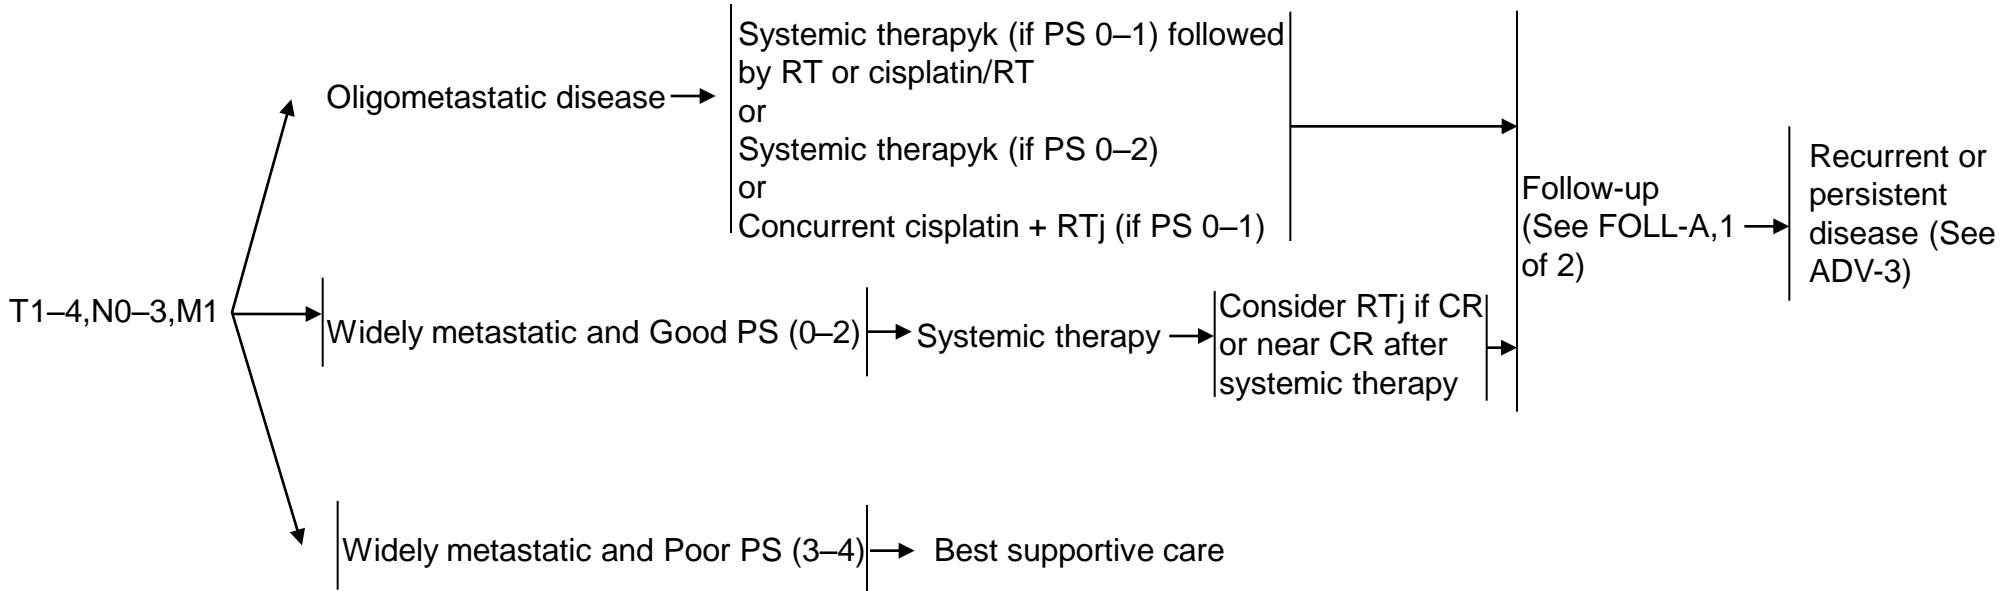 T1–4,N0–3,M1
Oligometastatic disease
Systemic therapyk (if PS 0–1) followed
by RT or cisplatin/RT
or
Systemic therapyk (if PS 0–2)
or
Concurrent cisplatin + RTj (if PS 0–1)
Widely metastatic and Good PS (0–2)
Systemic therapy
Consider RTj if CR
or near CR after
systemic therapy
Follow-up
(See FOLL-A,1
of 2)
Recurrent or
persistent
disease (See
ADV-3)
Widely metastatic and Poor PS (3–4)
Best supportive care